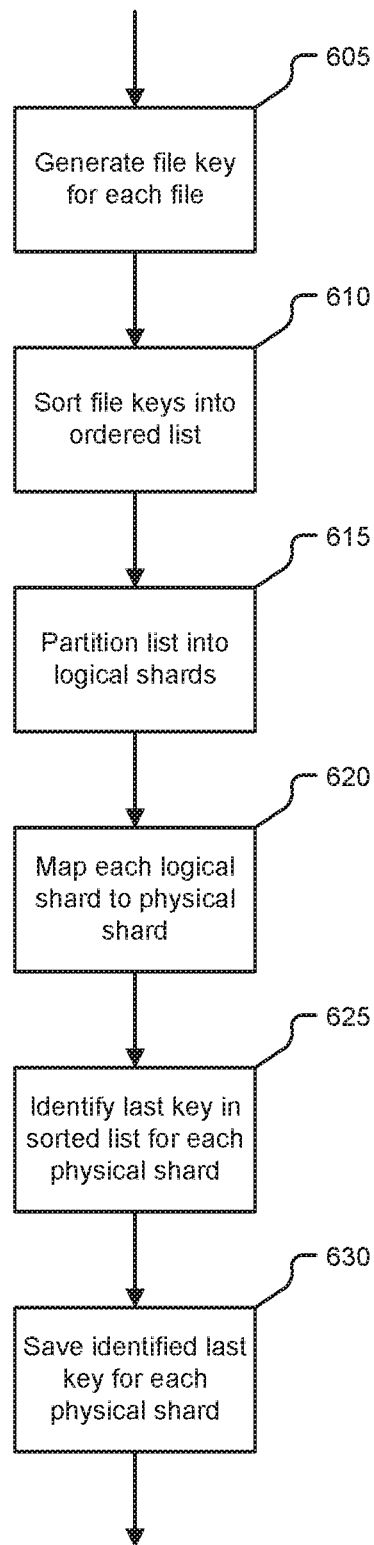 605
Generate file key
for each file
610
Sort file keys into
ordered list
615
Partition list into
logical shards
620
Map each logical
shard to physical
shard
625
Identify last key in
sorted list for each
physical shard
630
Save identified last
key for each
physical shard